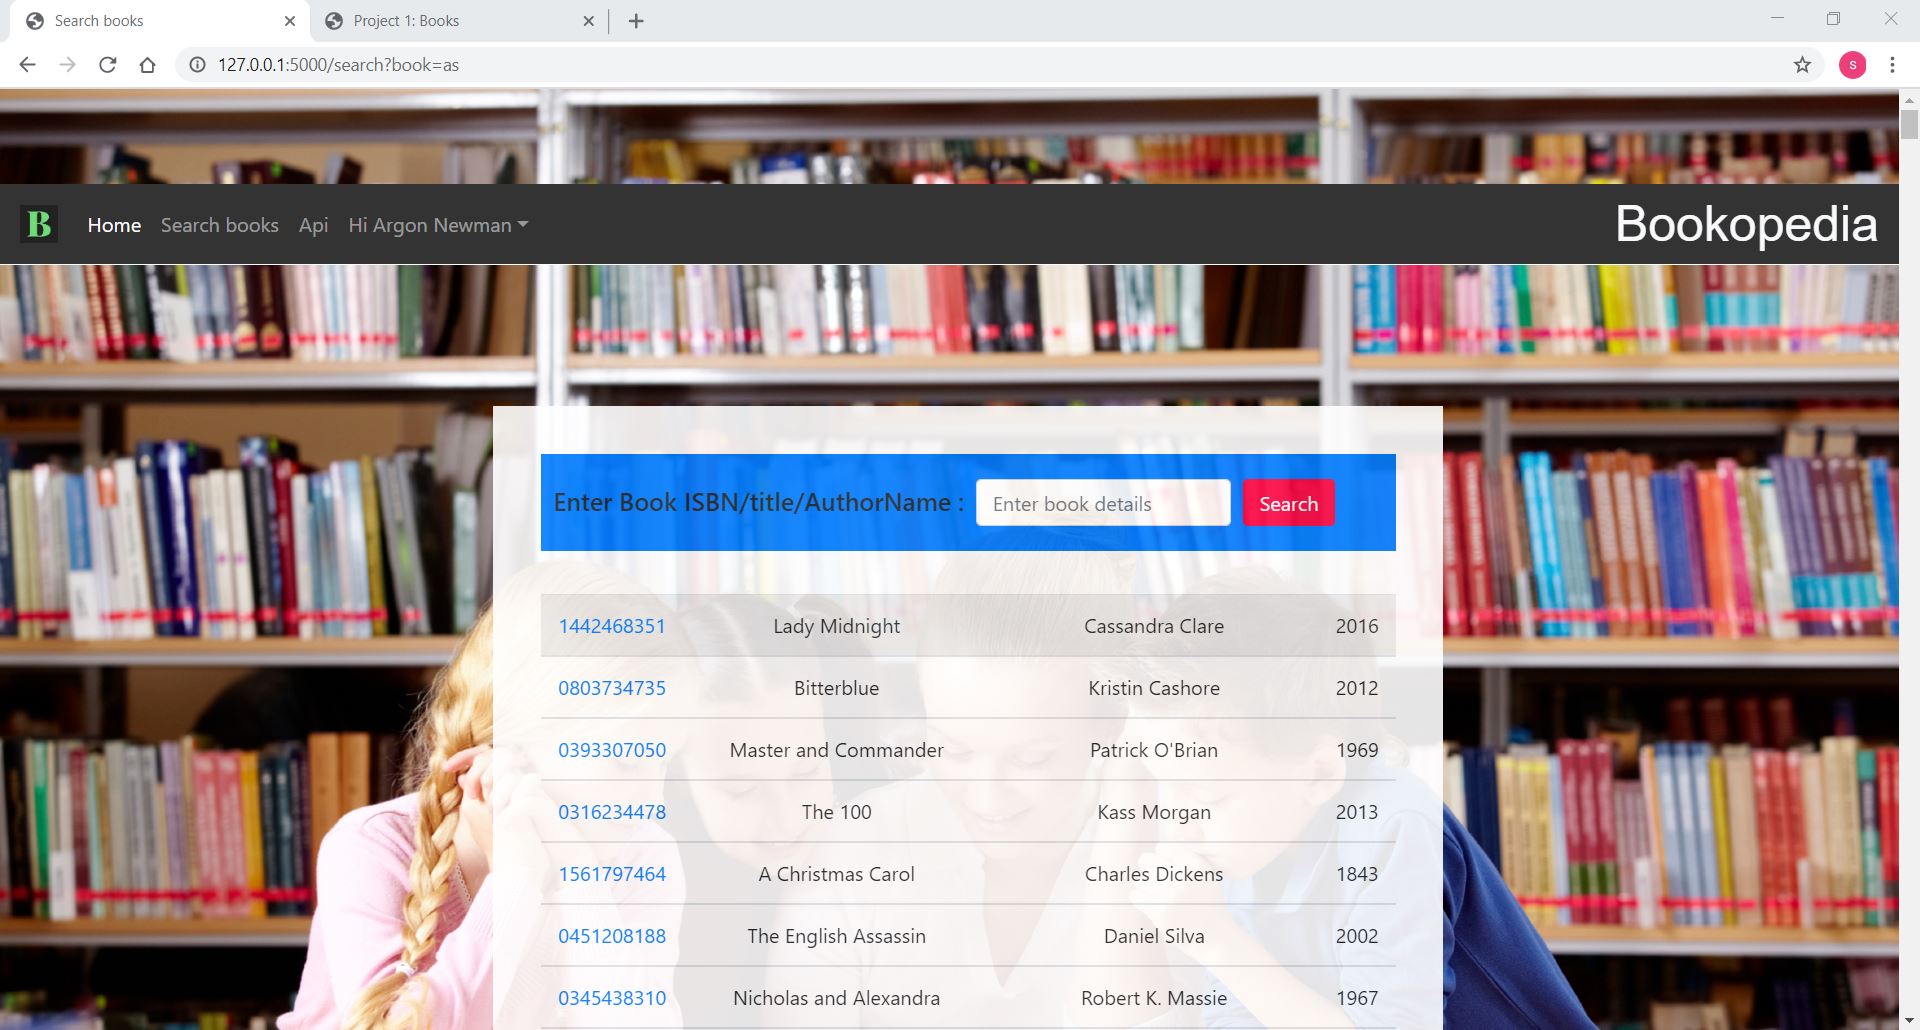 Search books
Project 1: Books
127.0.0.1:5000/search?book=as
s
B Home Search books Api Hi Argon Newman Bookopedia
Enter Book ISBN/title/AuthorName : Enter book details Search
1442468351 Lady Midnight Cassandra Clare 2016
0803734735 Bitterblue Kristin Cashore 2012
0393307050 Master and Commander Patrick O'Brian 1969
0316234478 The 100 Kass Morgan 2013
1561797464 A Christmas Carol Charles Dickens 1843
0451208188 The English Assassin Daniel Silva 2002
0345438310 Nicholas and Alexandra Robert K. Massie 1967